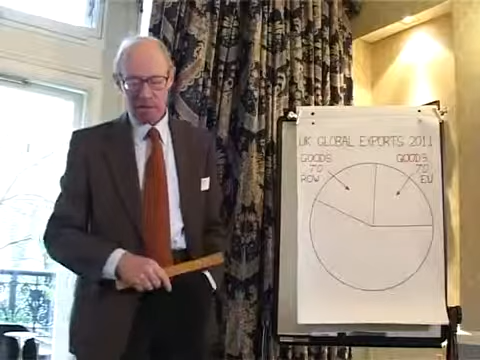 UK GLOBAL EXPORTS 2011
GOODS
TO
ROW
GOODS
TO
EU